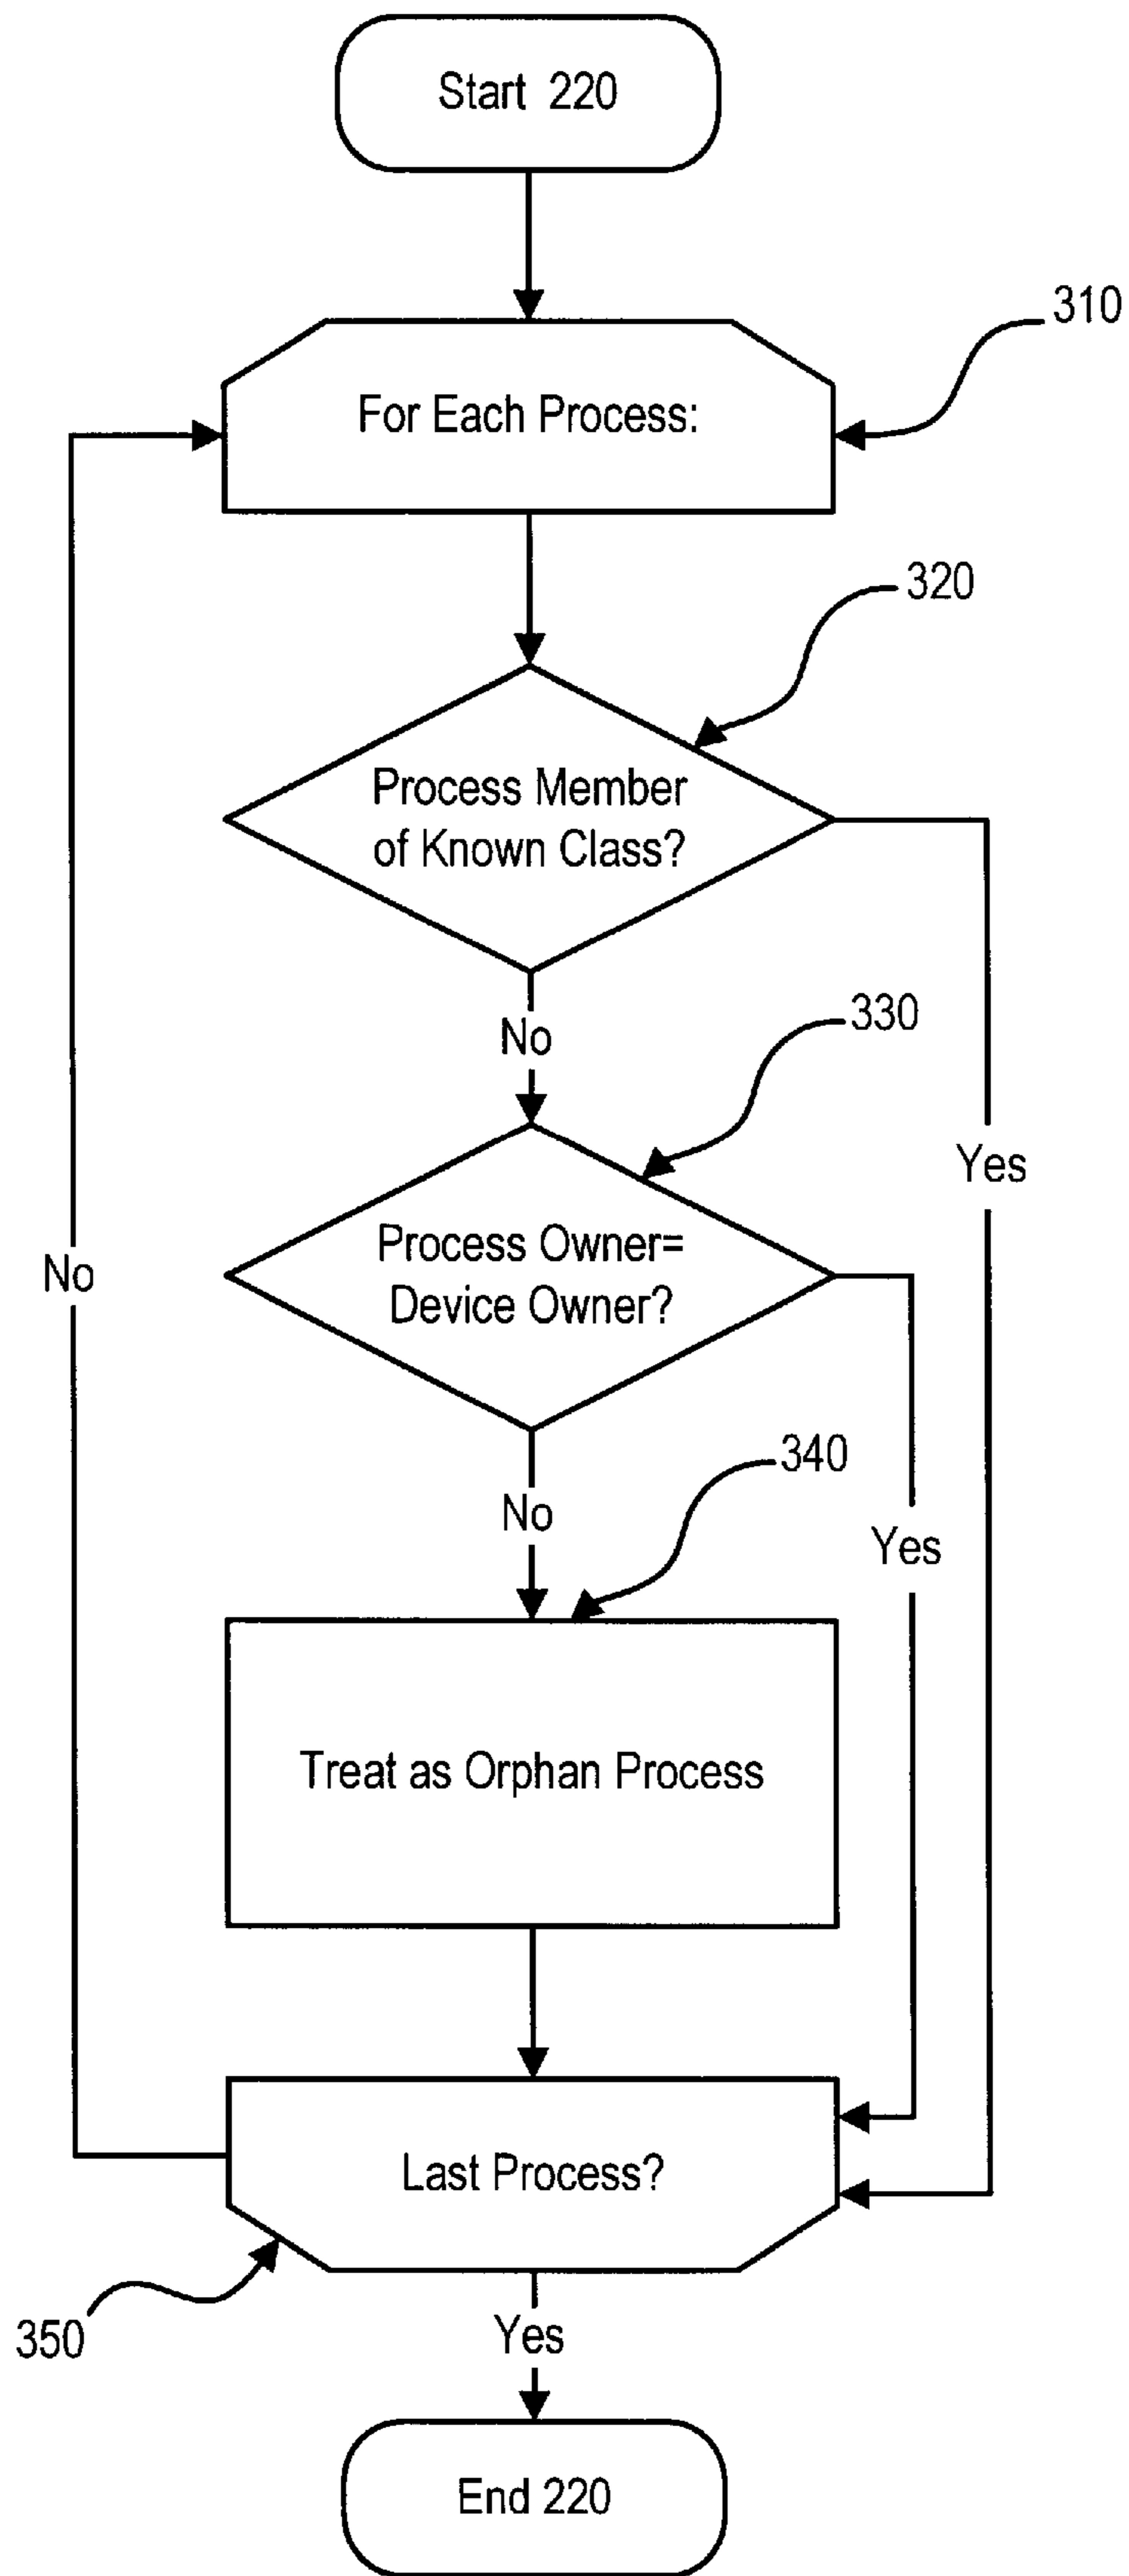 Start 220
310
For Each Process:
320
Process Member
of Known Class?
No
330
Yes
Process Owner=
Device Owner?
No
340
No
Yes
Treat as Orphan Process
Last Process?
350
Yes
End 220